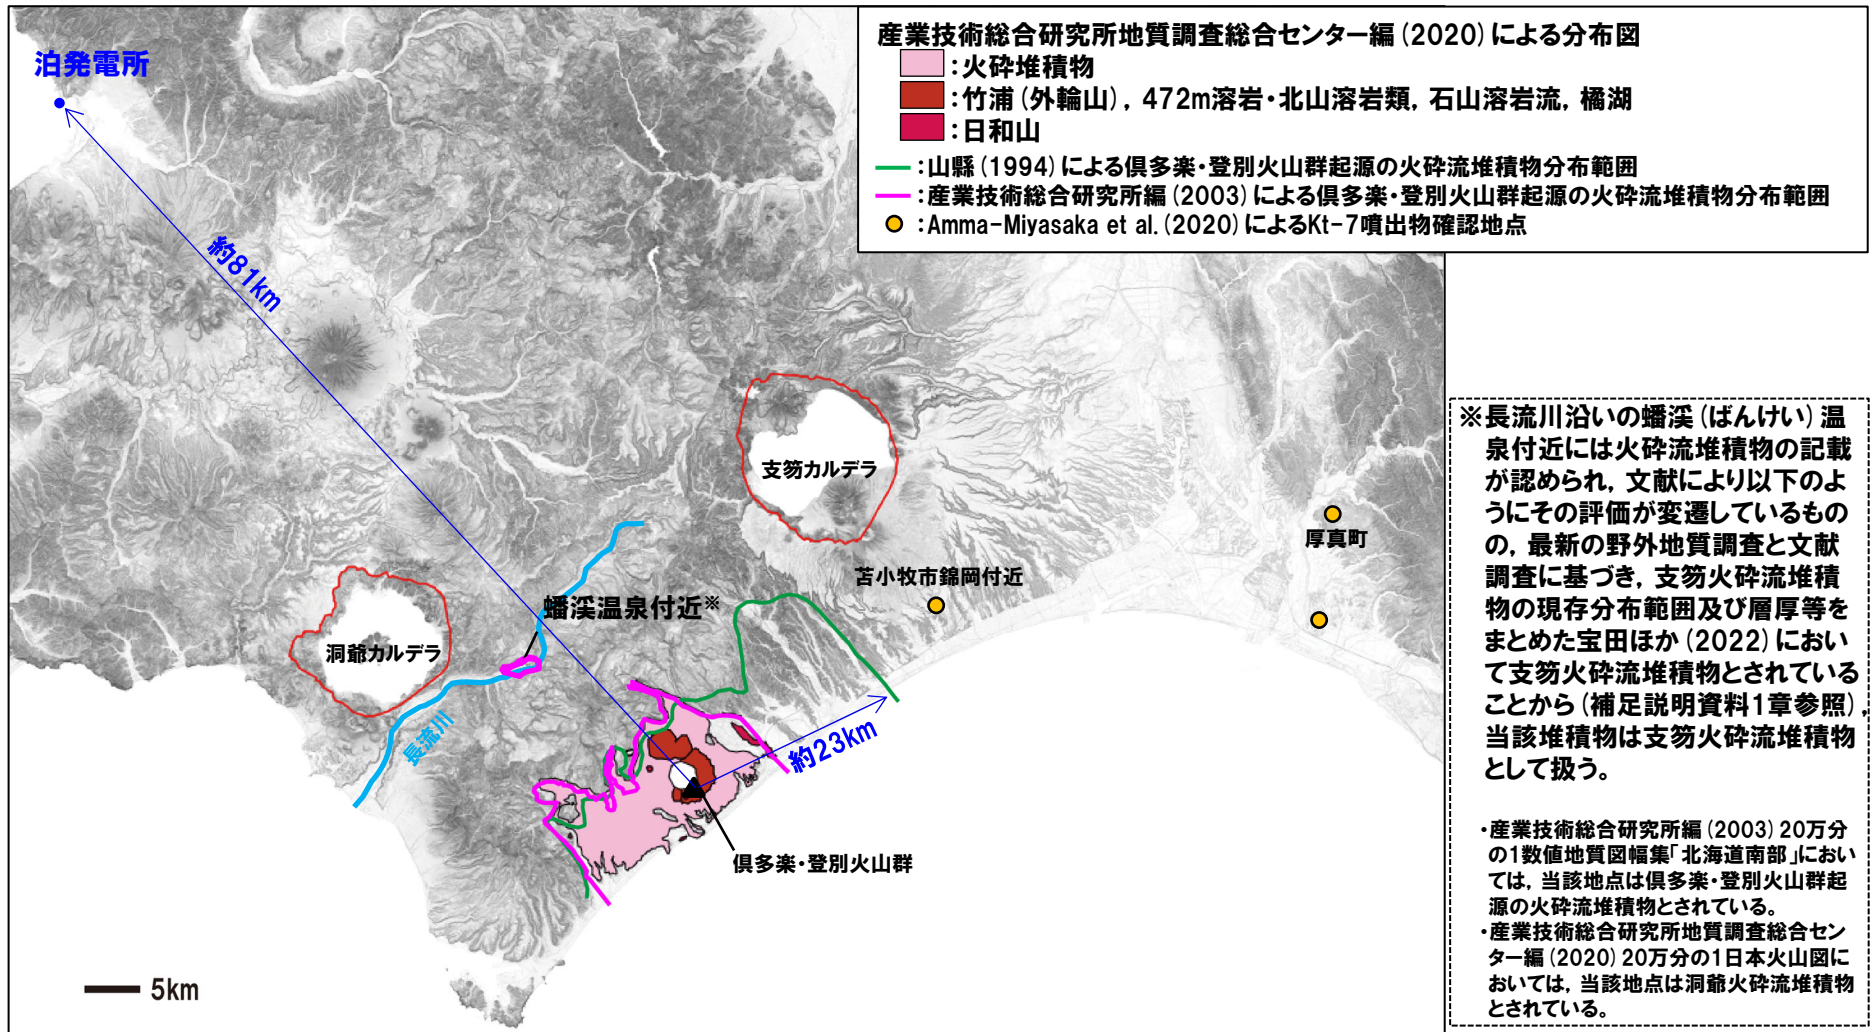 産業技術総合研究所地質調査総合センター編(2020)による分布図
:火砕堆積物
:竹浦(外輪山), 472m溶岩・北山溶岩類, 石山溶岩流, 橘湖
:日和山
:山縣(1994)による倶多楽・登別火山群起源の火砕流堆積物分布範囲
:産業技術総合研究所編(2003)による倶多楽・登別火山群起源の火砕流堆積物分布範囲
:Amma-Miyasaka et al.(2020)によるKt-7噴出物確認地点
泊発電所
約81km
支笏カルデラ
厚真町
苫小牧市錦岡付近
蟠渓温泉付近※
洞爺カルデラ
長流川
約23km
倶多楽・登別火山群
5km
※長流川沿いの蟠渓(ばんけい)温
泉付近には火砕流堆積物の記載
が認められ, 文献により以下のよ
うにその評価が変遷しているもの
の, 最新の野外地質調査と文献
調査に基づき, 支笏火砕流堆積
物の現存分布範囲及び層厚等を
まとめた宝田ほか(2022)におい
て支笏火砕流堆積物とされている
ことから(補足説明資料1章参照),
当該堆積物は支笏火砕流堆積物
として扱う。
・産業技術総合研究所編(2003)20万分
の1数値地質図幅集「北海道南部」におい
ては, 当該地点は倶多楽・登別火山群起
源の火砕流堆積物とされている。
・産業技術総合研究所地質調査総合セン
ター編(2020)20万分の1日本火山図に
おいては, 当該地点は洞爺火砕流堆積物
とされている。